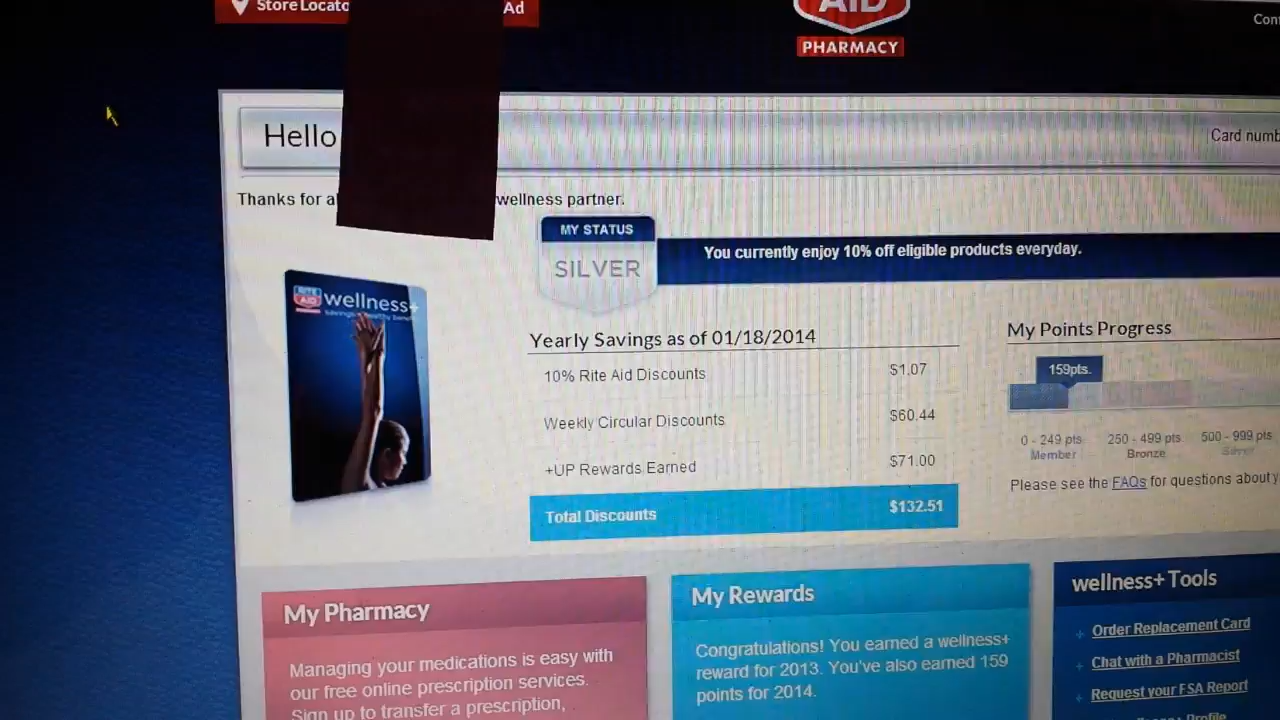 Store Locato
Ad
AID
PHARMACY
Hello
Card numb
Thanks for a
wellness partner.
MY STATUS
SILVER
You currently enjoy 10% off eligible products everyday.
RITE
AID
wellness+
Yearly Savings as of 01/18/2014
10% Rite Aid Discounts $1.07
Weekly Circular Discounts $60.44
+UP Rewards Earned $71.00
Total Discounts $132.51
My Points Progress
159pts.
0 - 249 pts 250 - 499 pts 500 - 999 pts
Member Bronze Silver
Please see the FAQs for questions about y
My Pharmacy
Managing your medications is easy with
our free online prescription services.
Sign up to transfer a prescription,
My Rewards
Congratulations! You earned a wellness+
reward for 2013. You've also earned 159
points for 2014.
wellness+ Tools
+ Order Replacement Card
+ Chat with a Pharmacist
+ Request your FSA Report
Profile